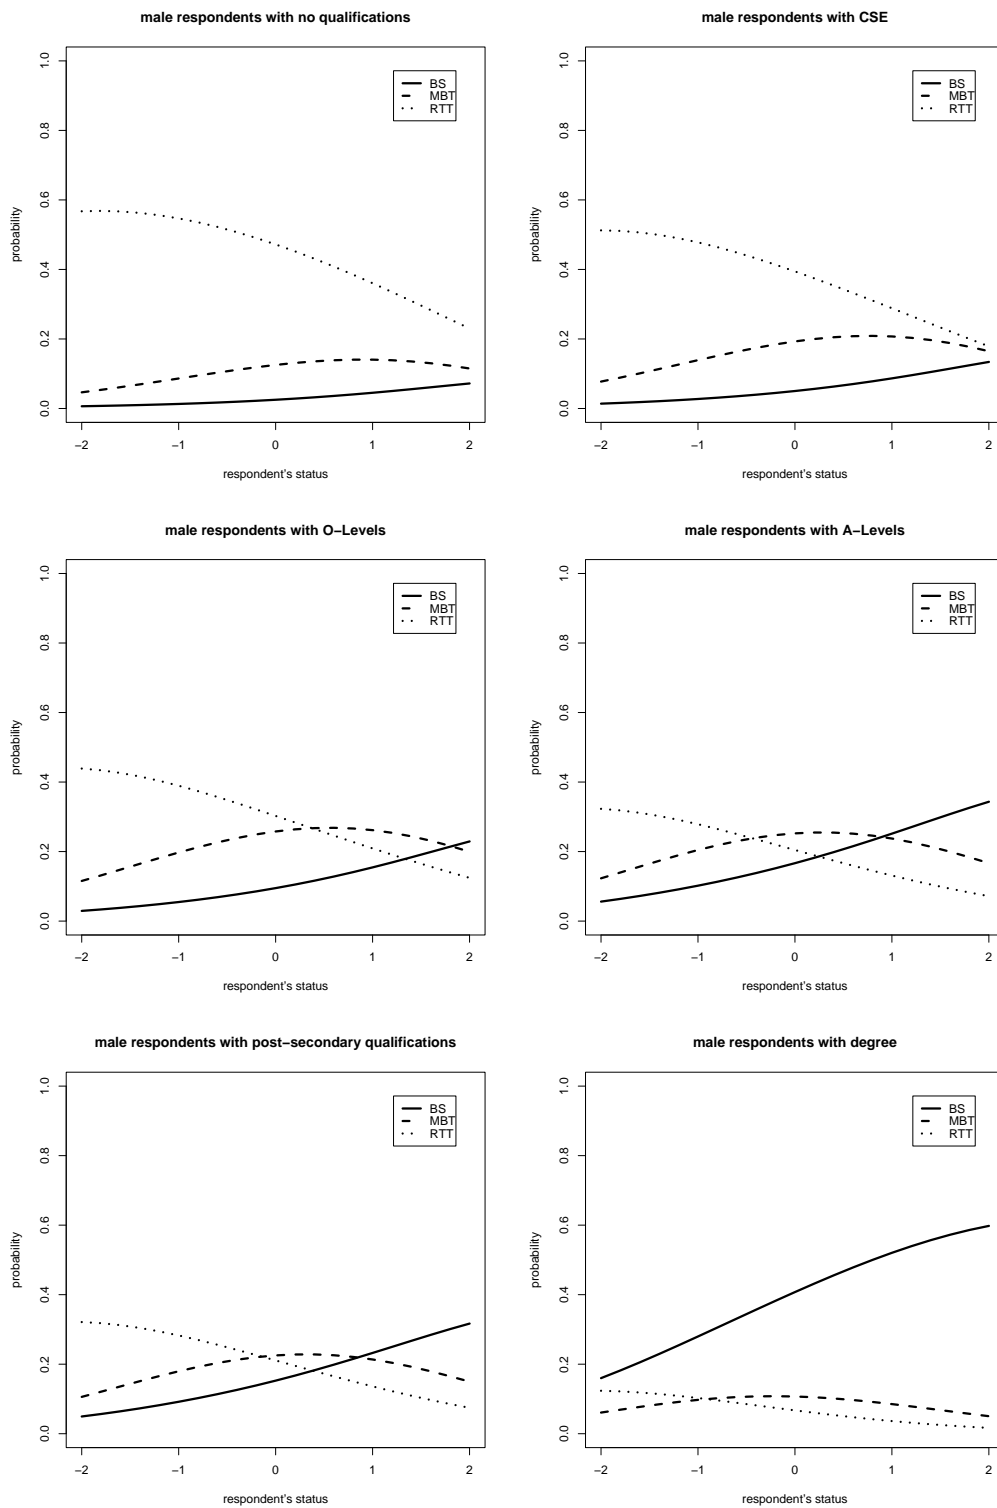 male respondents with no qualifications
1.0
0.8
0.6
0.4
0.2
0.0
probability
BS
MBT
RTT
−2 −1 0 1 2
respondent's status
male respondents with CSE
1.0
0.8
0.6
0.4
0.2
0.0
probability
BS
MBT
RTT
−2 −1 0 1 2
respondent's status
male respondents with O−Levels
1.0
0.8
0.6
0.4
0.2
0.0
probability
BS
MBT
RTT
−2 −1 0 1 2
respondent's status
male respondents with A−Levels
1.0
0.8
0.6
0.4
0.2
0.0
probability
BS
MBT
RTT
−2 −1 0 1 2
respondent's status
male respondents with post−secondary qualifications
1.0
0.8
0.6
0.4
0.2
0.0
probability
BS
MBT
RTT
−2 −1 0 1 2
respondent's status
male respondents with degree
1.0
0.8
0.6
0.4
0.2
0.0
probability
BS
MBT
RTT
−2 −1 0 1 2
respondent's status